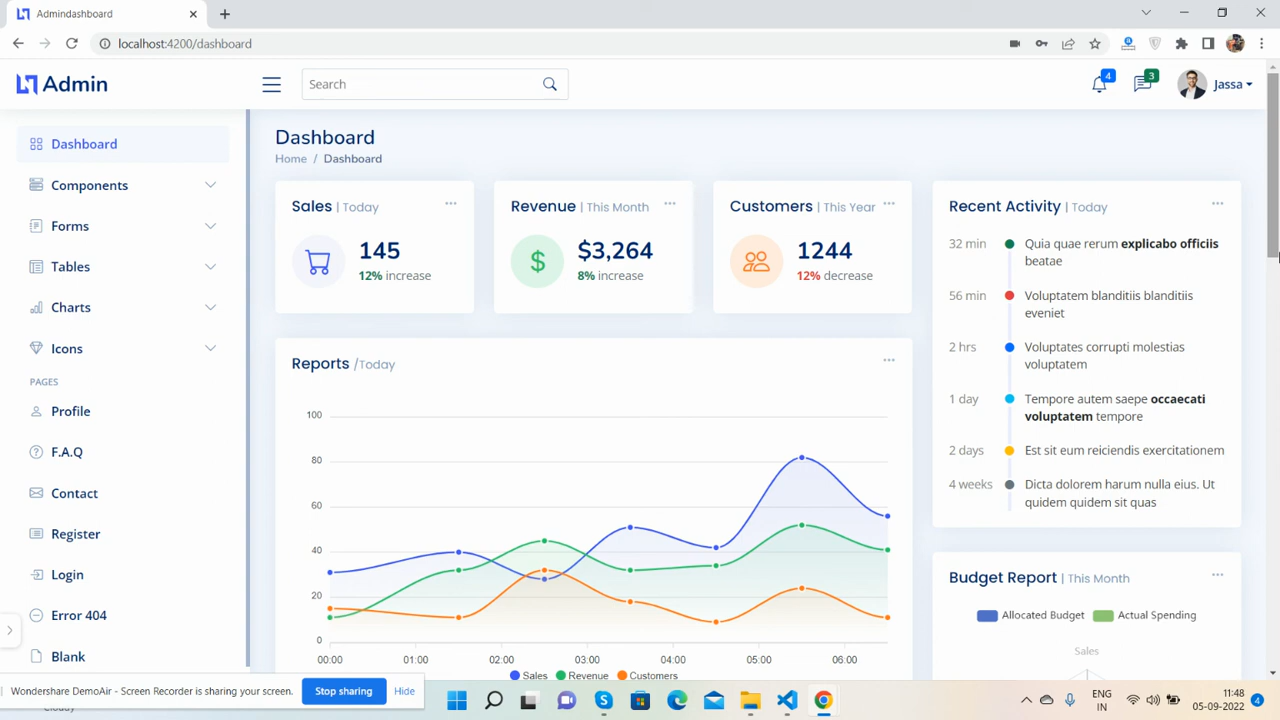 Admindashboard
localhost:4200/dashboard
Admin
Search
4
3
Jassa
Dashboard
Components
Forms
Tables
Charts
Icons
PAGES
Profile
F.A.Q
Contact
Register
Login
Error 404
Blank
Dashboard
Home / Dashboard
Sales | Today
145
12% increase
Revenue | This Month
$3,264
8% increase
Customers | This Year
1244
12% decrease
Reports /Today
100
80
60
40
20
0
00:00 01:00 02:00 03:00 04:00 05:00 06:00
Sales Revenue Customers
Recent Activity | Today
32 min Quia quae rerum explicabo officiis
beatae
56 min Voluptatem blanditiis blanditiis
eveniet
2 hrs Voluptates corrupti molestias
voluptatem
1 day Tempore autem saepe occaecati
voluptatem tempore
2 days Est sit eum reiciendis exercitationem
4 weeks Dicta dolorem harum nulla eius. Ut
quidem quidem sit quas
Budget Report | This Month
Allocated Budget Actual Spending
Sales
Wondershare DemoAir - Screen Recorder is sharing your screen. Stop sharing Hide
Cloudy
ENG
IN
11:48
05-09-2022
4